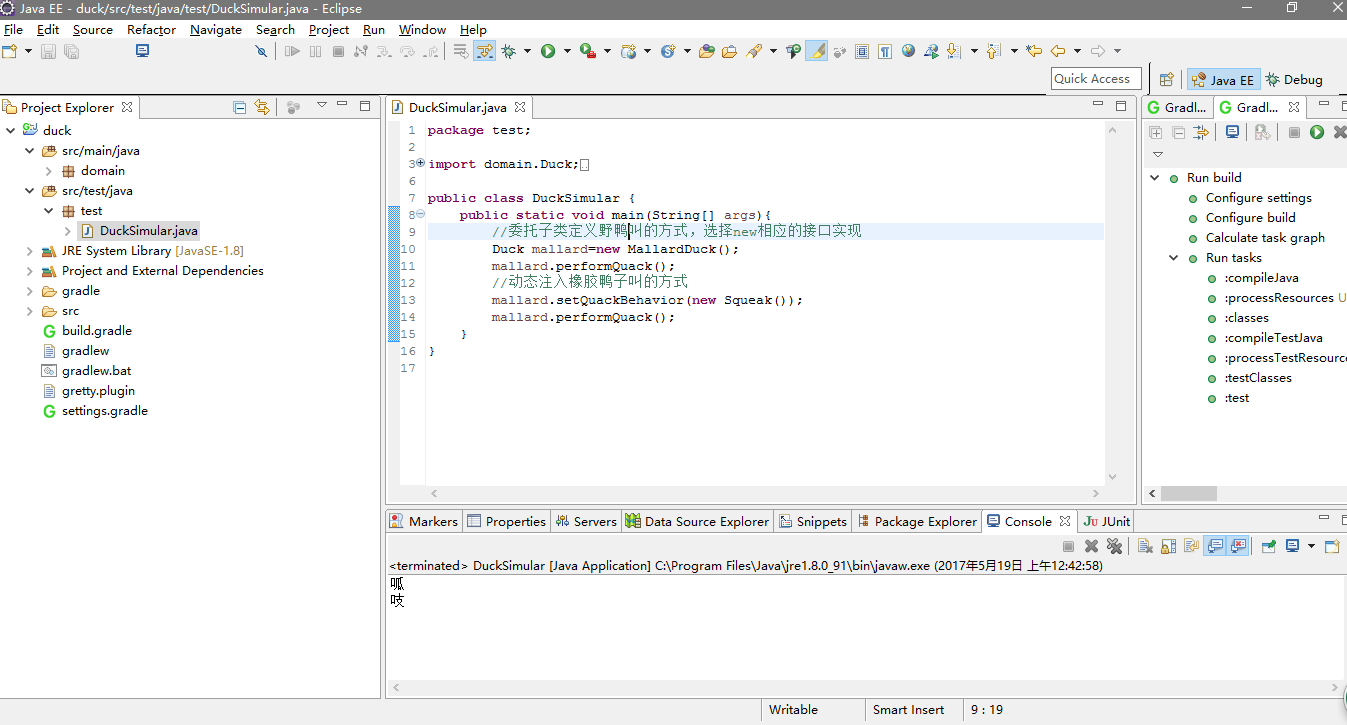 Java EE - duck/src/test/java/test/DuckSimular.java - Eclipse
File Edit Source Refactor Navigate Search Project Run Window Help
Quick Access
Java EE Debug
Project Explorer
duck
src/main/java
domain
src/test/java
test
DuckSimular.java
JRE System Library [JavaSE-1.8]
Project and External Dependencies
gradle
src
build.gradle
gradlew
gradlew.bat
gretty.plugin
settings.gradle
DuckSimular.java
1 package test;
2
3 import domain.Duck;
6
7 public class DuckSimular {
8 public static void main(String[] args){
9 //委托子类定义野鸭叫的方式，选择new相应的接口实现
10 Duck mallard=new MallardDuck();
11 mallard.performQuack();
12 //动态注入橡胶鸭子叫的方式
13 mallard.setQuackBehavior(new Squeak());
14 mallard.performQuack();
15 }
16 }
17
Gradl... Gradl...
Run build
Configure settings
Configure build
Calculate task graph
Run tasks
:compileJava
:processResources U
:classes
:compileTestJava
:processTestResource
:testClasses
:test
Markers Properties Servers Data Source Explorer Snippets Package Explorer Console JUnit
<terminated> DuckSimular [Java Application] C:\Program Files\Java\jre1.8.0_91\bin\javaw.exe (2017年5月19日 上午12:42:58)
呱
吱
Writable Smart Insert 9 : 19